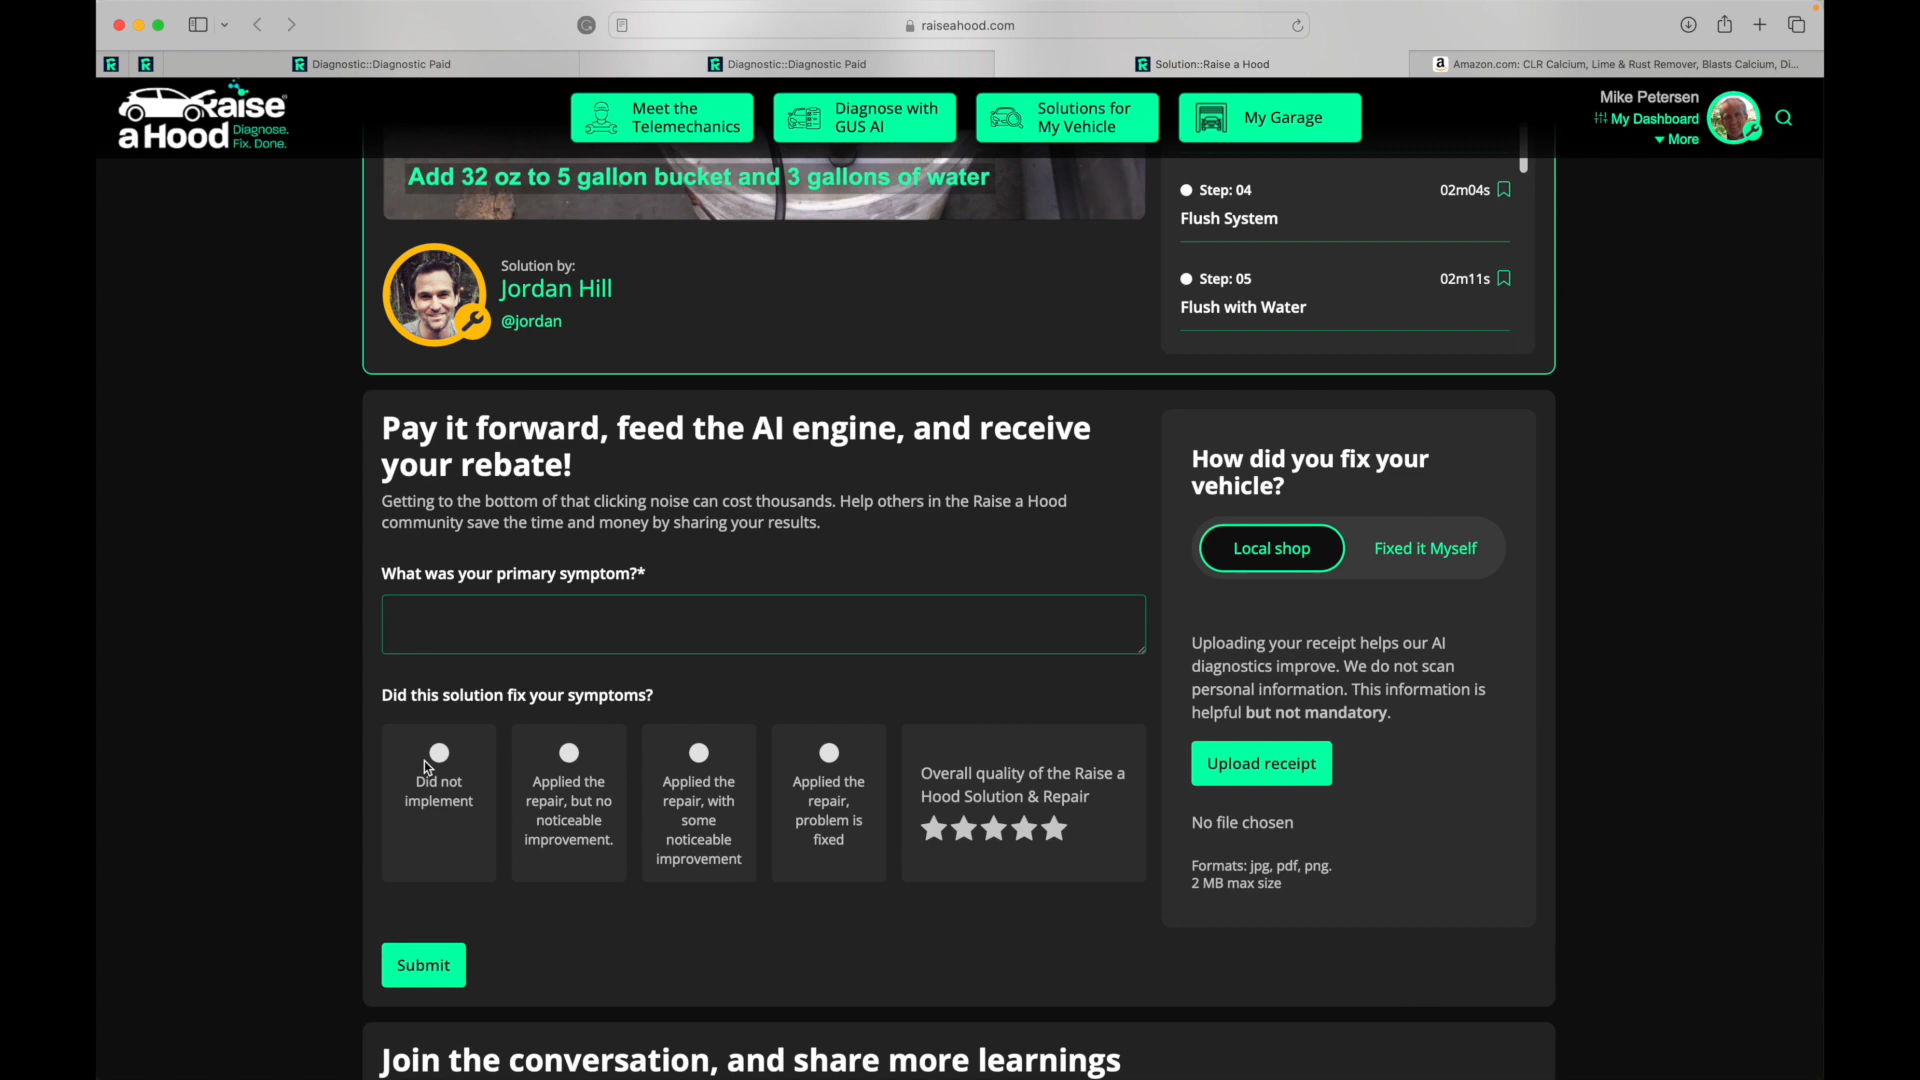 raiseahood.com
Diagnostic::Diagnostic Paid
Diagnostic::Diagnostic Paid
Solution::Raise a Hood
Amazon.com: CLR Calcium, Lime & Rust Remover, Blasts Calcium, Di...
Raise
a Hood
Diagnose.
Fix. Done.
Meet the
Telemechanics
Diagnose with
GUS AI
Solutions for
My Vehicle
My Garage
Mike Petersen
My Dashboard
More
Add 32 oz to 5 gallon bucket and 3 gallons of water
Step: 04 02m04s
Flush System
Step: 05 02m11s
Flush with Water
Solution by:
Jordan Hill
@jordan
Pay it forward, feed the AI engine, and receive
your rebate!
Getting to the bottom of that clicking noise can cost thousands. Help others in the Raise a Hood
community save the time and money by sharing your results.
What was your primary symptom?*
Did this solution fix your symptoms?
Did not
implement
Applied the
repair, but no
noticeable
improvement.
Applied the
repair, with
some
noticeable
improvement
Applied the
repair,
problem is
fixed
Overall quality of the Raise a
Hood Solution & Repair
Submit
How did you fix your
vehicle?
Local shop
Fixed it Myself
Uploading your receipt helps our AI
diagnostics improve. We do not scan
personal information. This information is
helpful but not mandatory.
Upload receipt
No file chosen
Formats: jpg, pdf, png.
2 MB max size
Join the conversation, and share more learnings